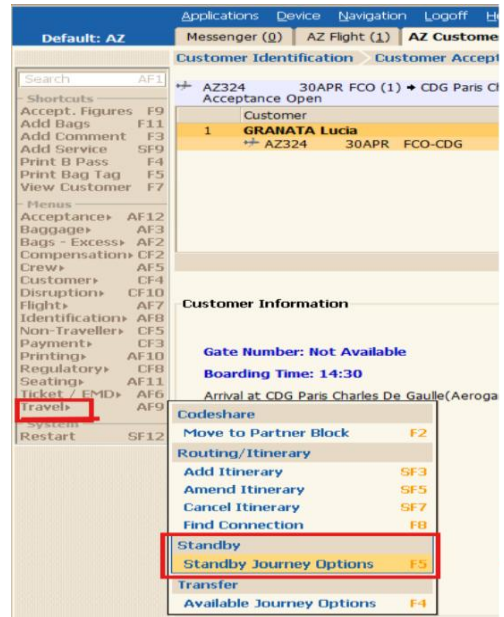 Applications Device Navigation Logoff
Default: AZ
Messenger (0) AZ Flight (1) AZ Custome
Customer Identification Customer Accept
Search AF1
AZ324 30APR FCO (1) → CDG Paris Ch
Acceptance Open
Shortcuts
Accept. Figures F9
Add Bags F11
Add Comment F3
Add Service SF9
Print B Pass F4
Print Bag Tag F5
View Customer F7
Customer
1 GRANATA Lucia
AZ324 30APR FCO-CDG
Menus
Acceptance▸ AF12
Baggage▸ AF3
Bags - Excess▸ AF2
Compensation▸ CF2
Crew▸ AF5
Customer▸ CF4
Disruption▸ CF10
Flight▸ AF7
Identification▸ AF8
Non-Traveller▸ CF5
Payment▸ CF3
Printing▸ AF10
Regulatory▸ CF8
Seating▸ AF11
Ticket / EMD▸ AF6
Travel▸ AF9
System
Restart SF12
Customer Information
Gate Number: Not Available
Boarding Time: 14:30
Arrival at CDG Paris Charles De Gaulle(Aeroga
Codeshare
Move to Partner Block F2
Routing/Itinerary
Add Itinerary SF3
Amend Itinerary SF5
Cancel Itinerary SF7
Find Connection F8
Standby
Standby Journey Options F5
Transfer
Available Journey Options F4